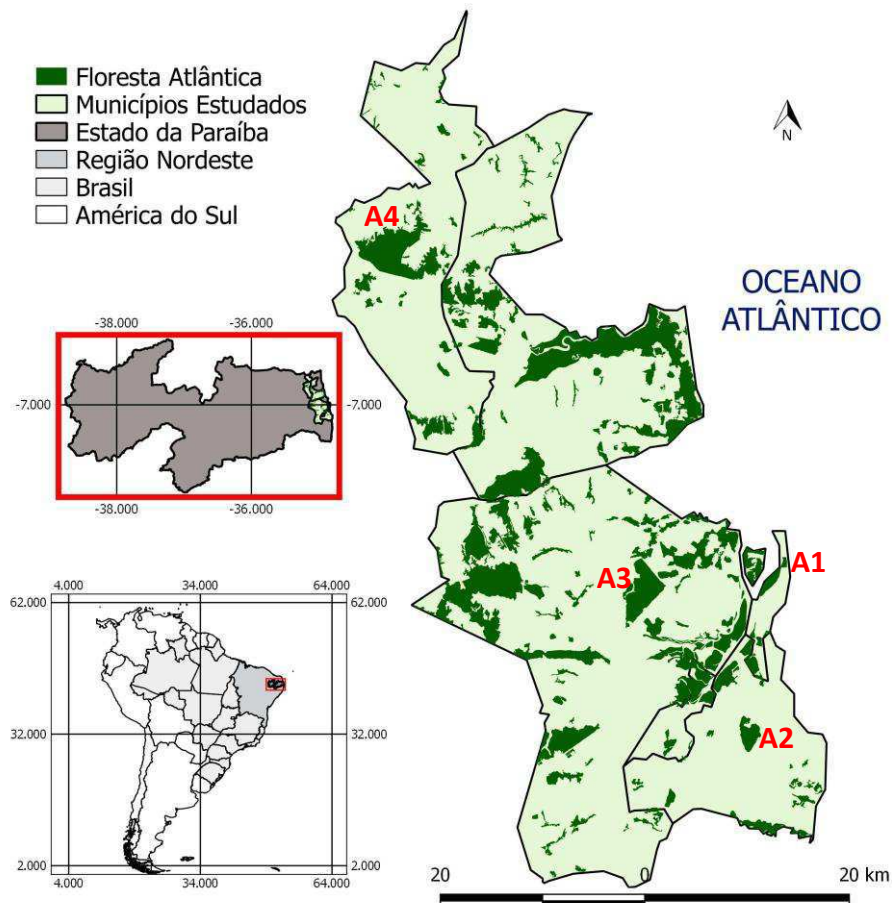 Floresta Atlântica
Municípios Estudados
Estado da Paraíba
Região Nordeste
Brasil
América do Sul
N
A4
OCEANO
ATLÂNTICO
-38.000 -36.000
-7.000 -7.000
-38.000 -36.000
A1
A3
A2
4.000 34.000 64.000
62.000 62.000
32.000 32.000
2.000 2.000
4.000 34.000 64.000
20 0 20 km